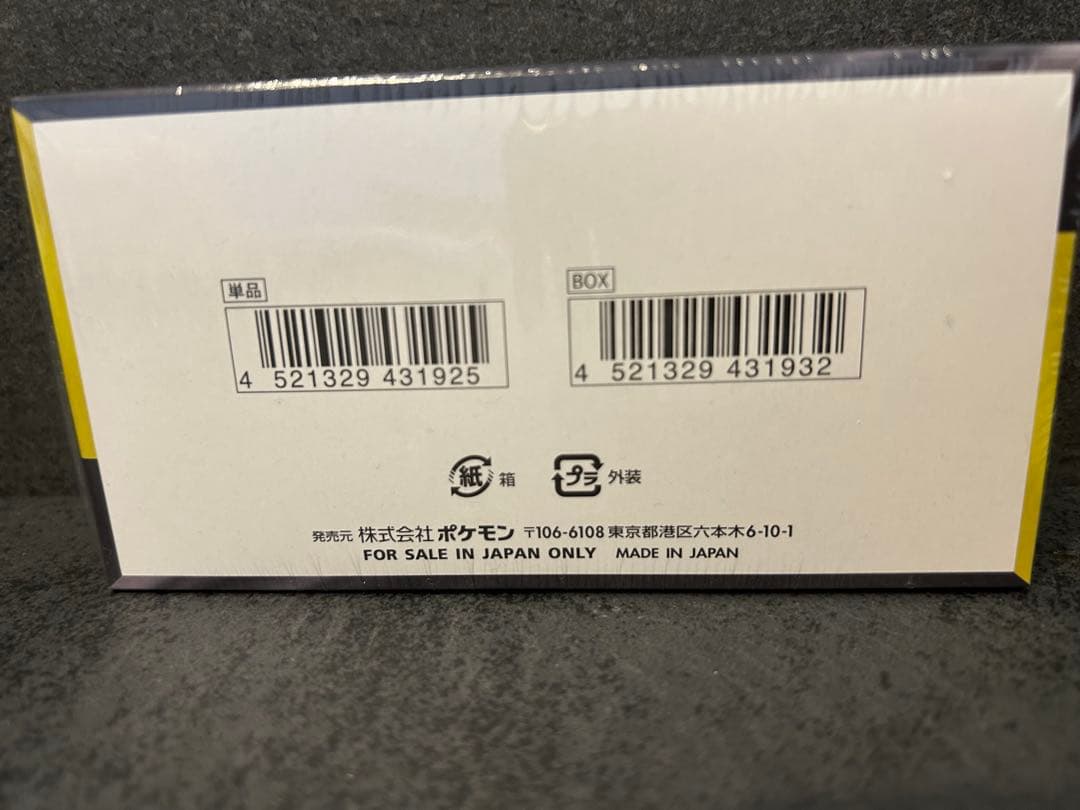 単品
4 521329 431925
BOX
4 521329 431932
紙 箱
プラ 外装
発売元 株式会社 ポケモン 〒106-6108 東京都港区六本木6-10-1
FOR SALE IN JAPAN ONLY MADE IN JAPAN